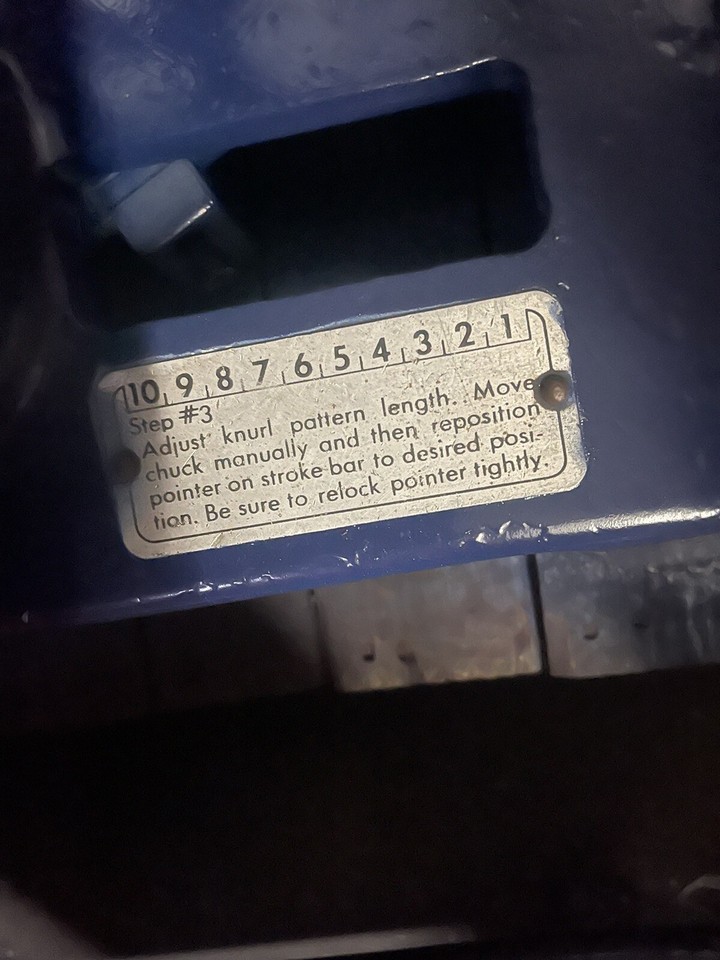 10 9 8 7 6 5 4 3 2 1
Step #3
Adjust knurl pattern length. Move
chuck manually and then reposition
pointer on stroke bar to desired posi-
tion. Be sure to relock pointer tightly.